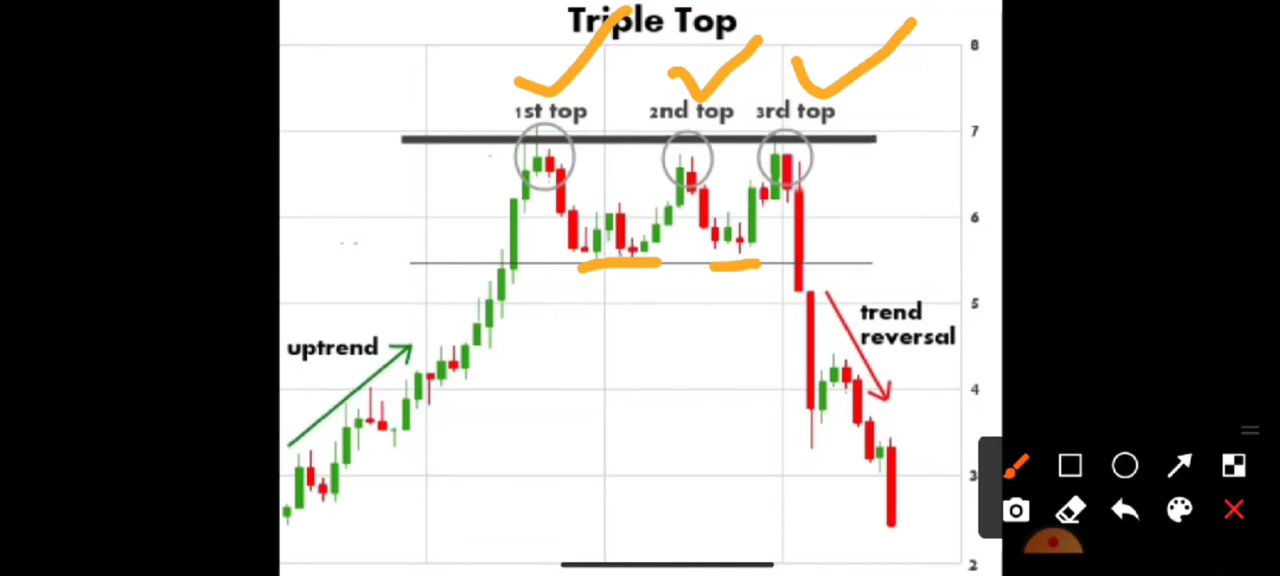 Triple Top
8
1st top 2nd top 3rd top
7
6
5
trend
reversal
uptrend
4
3
2